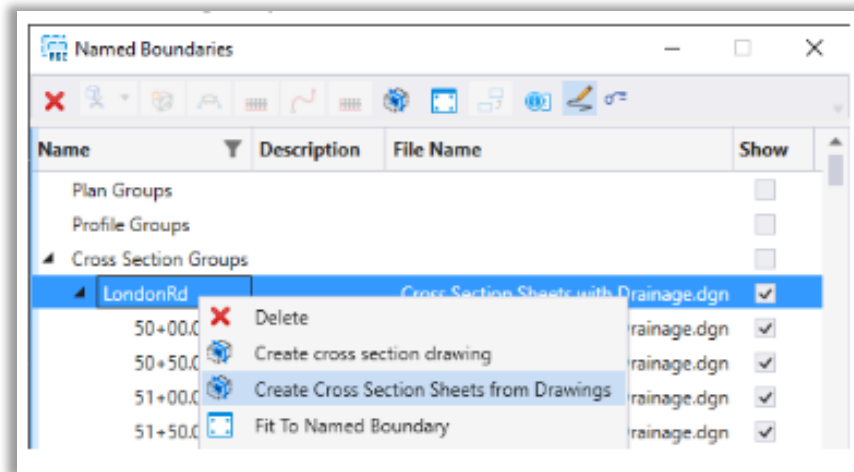 Named Boundaries
Name Description File Name Show
Plan Groups
Profile Groups
Cross Section Groups
LondonRd Cross Section Sheets with Drainage.dgn
Delete
50+00.0 rainage.dgn
Create cross section drawing
50+50.0 rainage.dgn
Create Cross Section Sheets from Drawings
51+00.0 rainage.dgn
Fit To Named Boundary
51+50.0 rainage.dgn